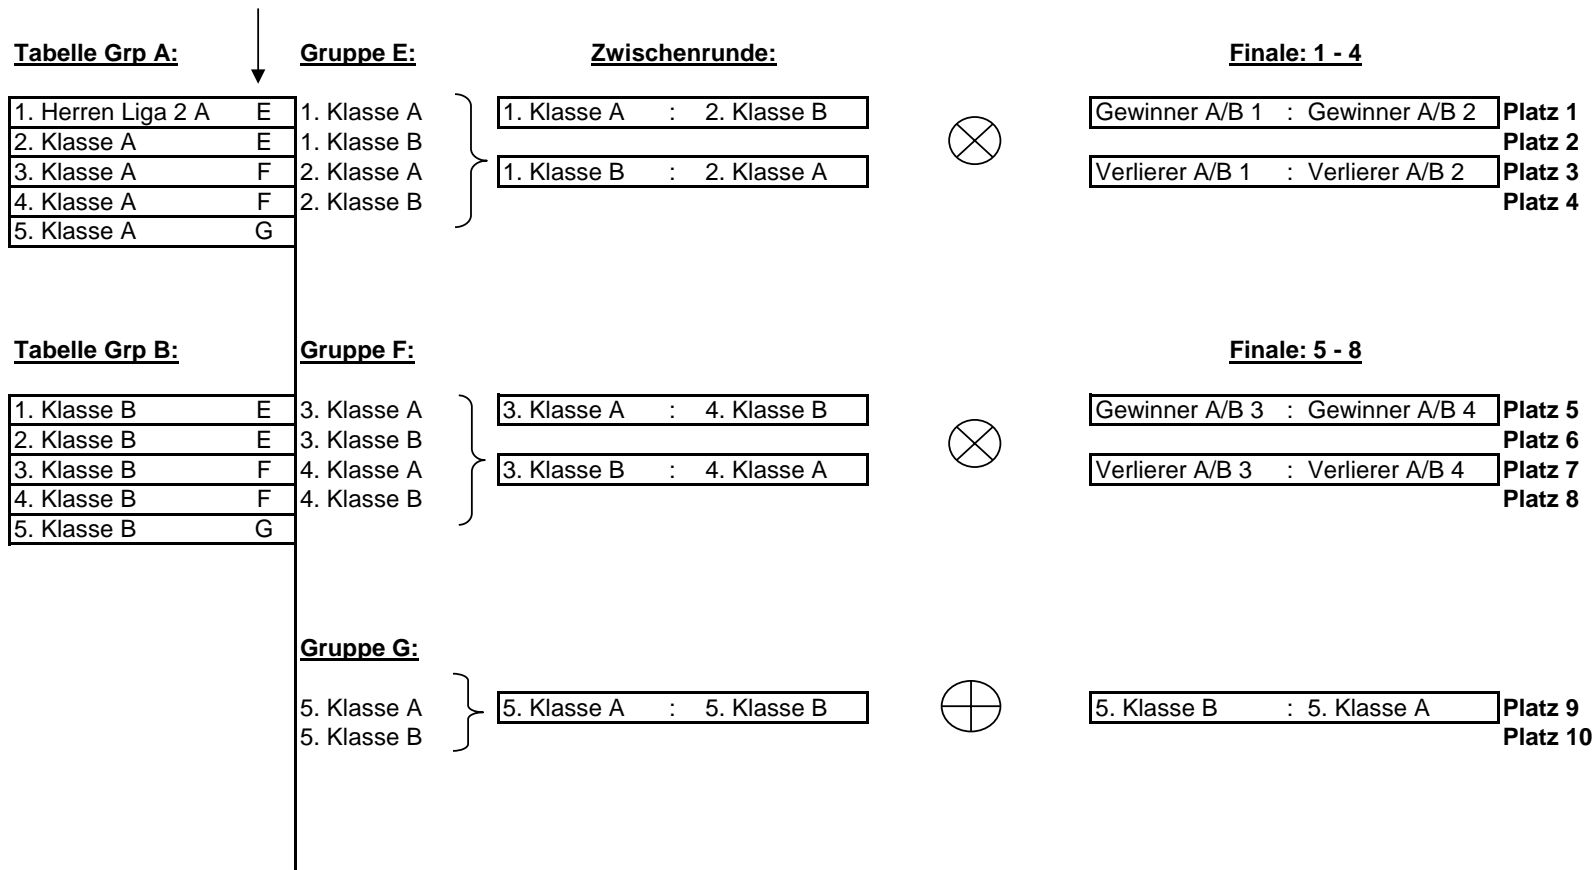 Tabelle Grp A: Gruppe E: Zwischenrunde: Finale: 1 - 4
1. Herren Liga 2 A E 1. Klasse A 1. Klasse A : 2. Klasse B Gewinner A/B 1 : Gewinner A/B 2 Platz 1
2. Klasse A E 1. Klasse B Platz 2
3. Klasse A F 2. Klasse A 1. Klasse B : 2. Klasse A Verlierer A/B 1 : Verlierer A/B 2 Platz 3
4. Klasse A F 2. Klasse B Platz 4
5. Klasse A G
Tabelle Grp B: Gruppe F: Finale: 5 - 8
1. Klasse B E 3. Klasse A 3. Klasse A : 4. Klasse B Gewinner A/B 3 : Gewinner A/B 4 Platz 5
2. Klasse B E 3. Klasse B Platz 6
3. Klasse B F 4. Klasse A 3. Klasse B : 4. Klasse A Verlierer A/B 3 : Verlierer A/B 4 Platz 7
4. Klasse B F 4. Klasse B Platz 8
5. Klasse B G
Gruppe G:
5. Klasse A 5. Klasse A : 5. Klasse B 5. Klasse B : 5. Klasse A Platz 9
5. Klasse B Platz 10